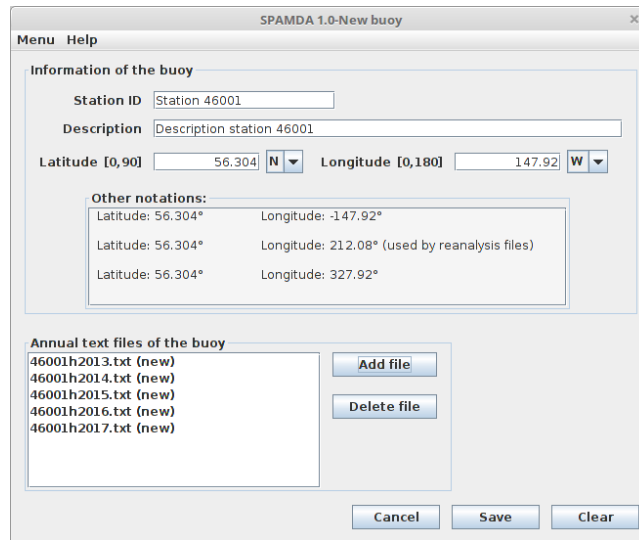 SPAMDA 1.0-New buoy ×
Menu Help
Information of the buoy
Station ID Station 46001
Description Description station 46001
Latitude [0,90] 56.304 N Longitude [0,180] 147.92 W
Other notations:
Latitude: 56.304° Longitude: -147.92°
Latitude: 56.304° Longitude: 212.08° (used by reanalysis files)
Latitude: 56.304° Longitude: 327.92°
Annual text files of the buoy
46001h2013.txt (new)
46001h2014.txt (new)
46001h2015.txt (new)
46001h2016.txt (new)
46001h2017.txt (new)
Add file
Delete file
Cancel Save Clear